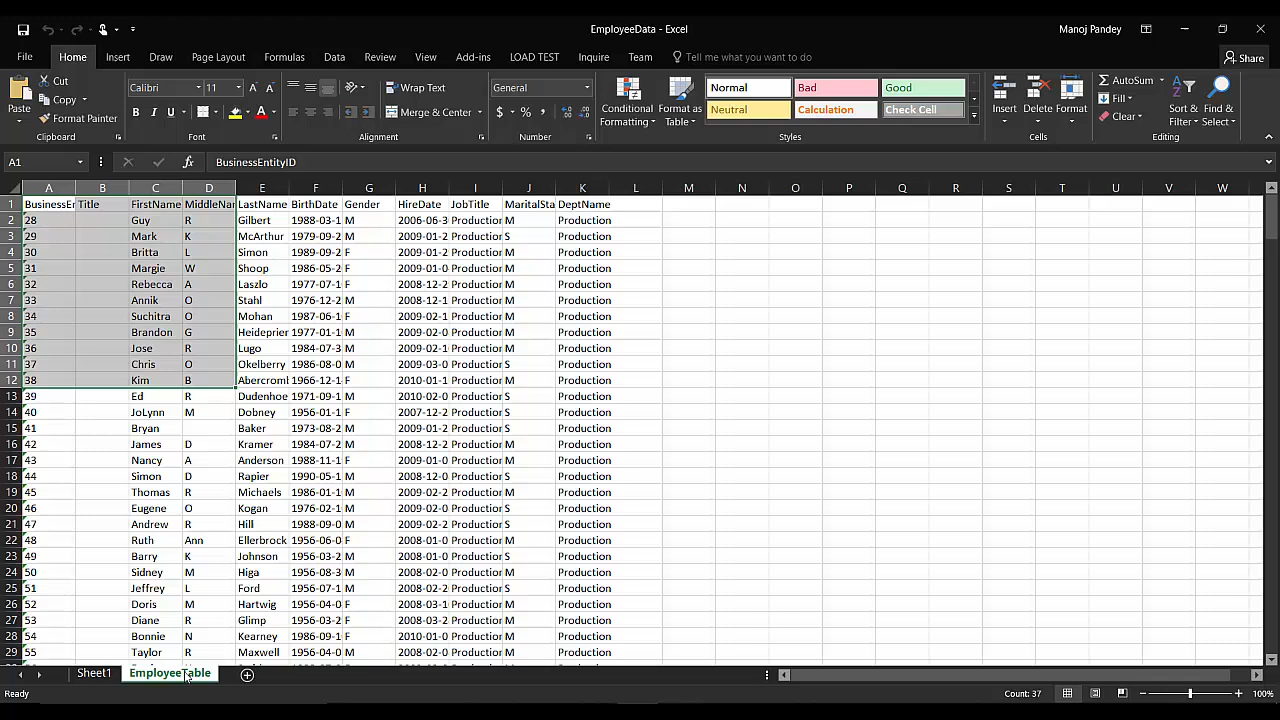 EmployeeData - Excel
Manoj Pandey
File Home Insert Draw Page Layout Formulas Data Review View Add-ins LOAD TEST Inquire Team Tell me what you want to do Share
Paste Cut Copy Format Painter Clipboard
Calibri 11 B I U Font
Wrap Text Merge & Center Alignment
General $ % Number
Conditional Formatting Format as Table Normal Bad Good Neutral Calculation Check Cell Styles
Insert Delete Format Cells
AutoSum Fill Clear Sort & Filter Find & Select Editing
A1 fx BusinessEntityID
A B C D E F G H I J K L M N O P Q R S T U V W
1 BusinessEn Title FirstName MiddleNam LastName BirthDate Gender HireDate JobTitle MaritalSta DeptName
2 28 Guy R Gilbert 1988-03-1 M 2006-06-3 Production M Production
3 29 Mark K McArthur 1979-09-2 M 2009-01-2 Production S Production
4 30 Britta L Simon 1989-09-2 F 2009-01-2 Production M Production
5 31 Margie W Shoop 1986-05-2 F 2009-01-0 Production M Production
6 32 Rebecca A Laszlo 1977-07-1 F 2008-12-2 Production M Production
7 33 Annik O Stahl 1976-12-2 M 2008-12-1 Production M Production
8 34 Suchitra O Mohan 1987-06-1 F 2009-02-1 Production M Production
9 35 Brandon G Heideprier 1977-01-1 M 2009-02-0 Production M Production
10 36 Jose R Lugo 1984-07-3 M 2009-02-1 Production M Production
11 37 Chris O Okelberry 1986-08-0 M 2009-03-0 Production S Production
12 38 Kim B Abercromb 1966-12-1 F 2010-01-1 Production M Production
13 39 Ed R Dudenhoe 1971-09-1 M 2010-02-0 Production S Production
14 40 JoLynn M Dobney 1956-01-1 F 2007-12-2 Production S Production
15 41 Bryan Baker 1973-08-2 M 2009-01-2 Production S Production
16 42 James D Kramer 1984-07-2 M 2008-12-2 Production M Production
17 43 Nancy A Anderson 1988-11-1 F 2009-01-0 Production M Production
18 44 Simon D Rapier 1990-05-1 M 2008-12-0 Production S Production
19 45 Thomas R Michaels 1986-01-1 M 2009-02-2 Production M Production
20 46 Eugene O Kogan 1976-02-1 M 2009-02-0 Production S Production
21 47 Andrew R Hill 1988-09-0 M 2009-02-2 Production S Production
22 48 Ruth Ann Ellerbrock 1956-06-0 F 2008-01-0 Production M Production
23 49 Barry K Johnson 1956-03-2 M 2008-01-0 Production S Production
24 50 Sidney M Higa 1956-08-3 M 2008-02-0 Production M Production
25 51 Jeffrey L Ford 1956-07-1 M 2008-02-2 Production S Production
26 52 Doris M Hartwig 1956-04-0 F 2008-03-1 Production M Production
27 53 Diane R Glimp 1956-03-2 F 2008-01-0 Production M Production
28 54 Bonnie N Kearney 1986-09-1 F 2010-01-0 Production M Production
29 55 Taylor R Maxwell 1956-04-0 M 2008-02-0 Production M Production
Sheet1 EmployeeTable
Ready Count: 37 100%